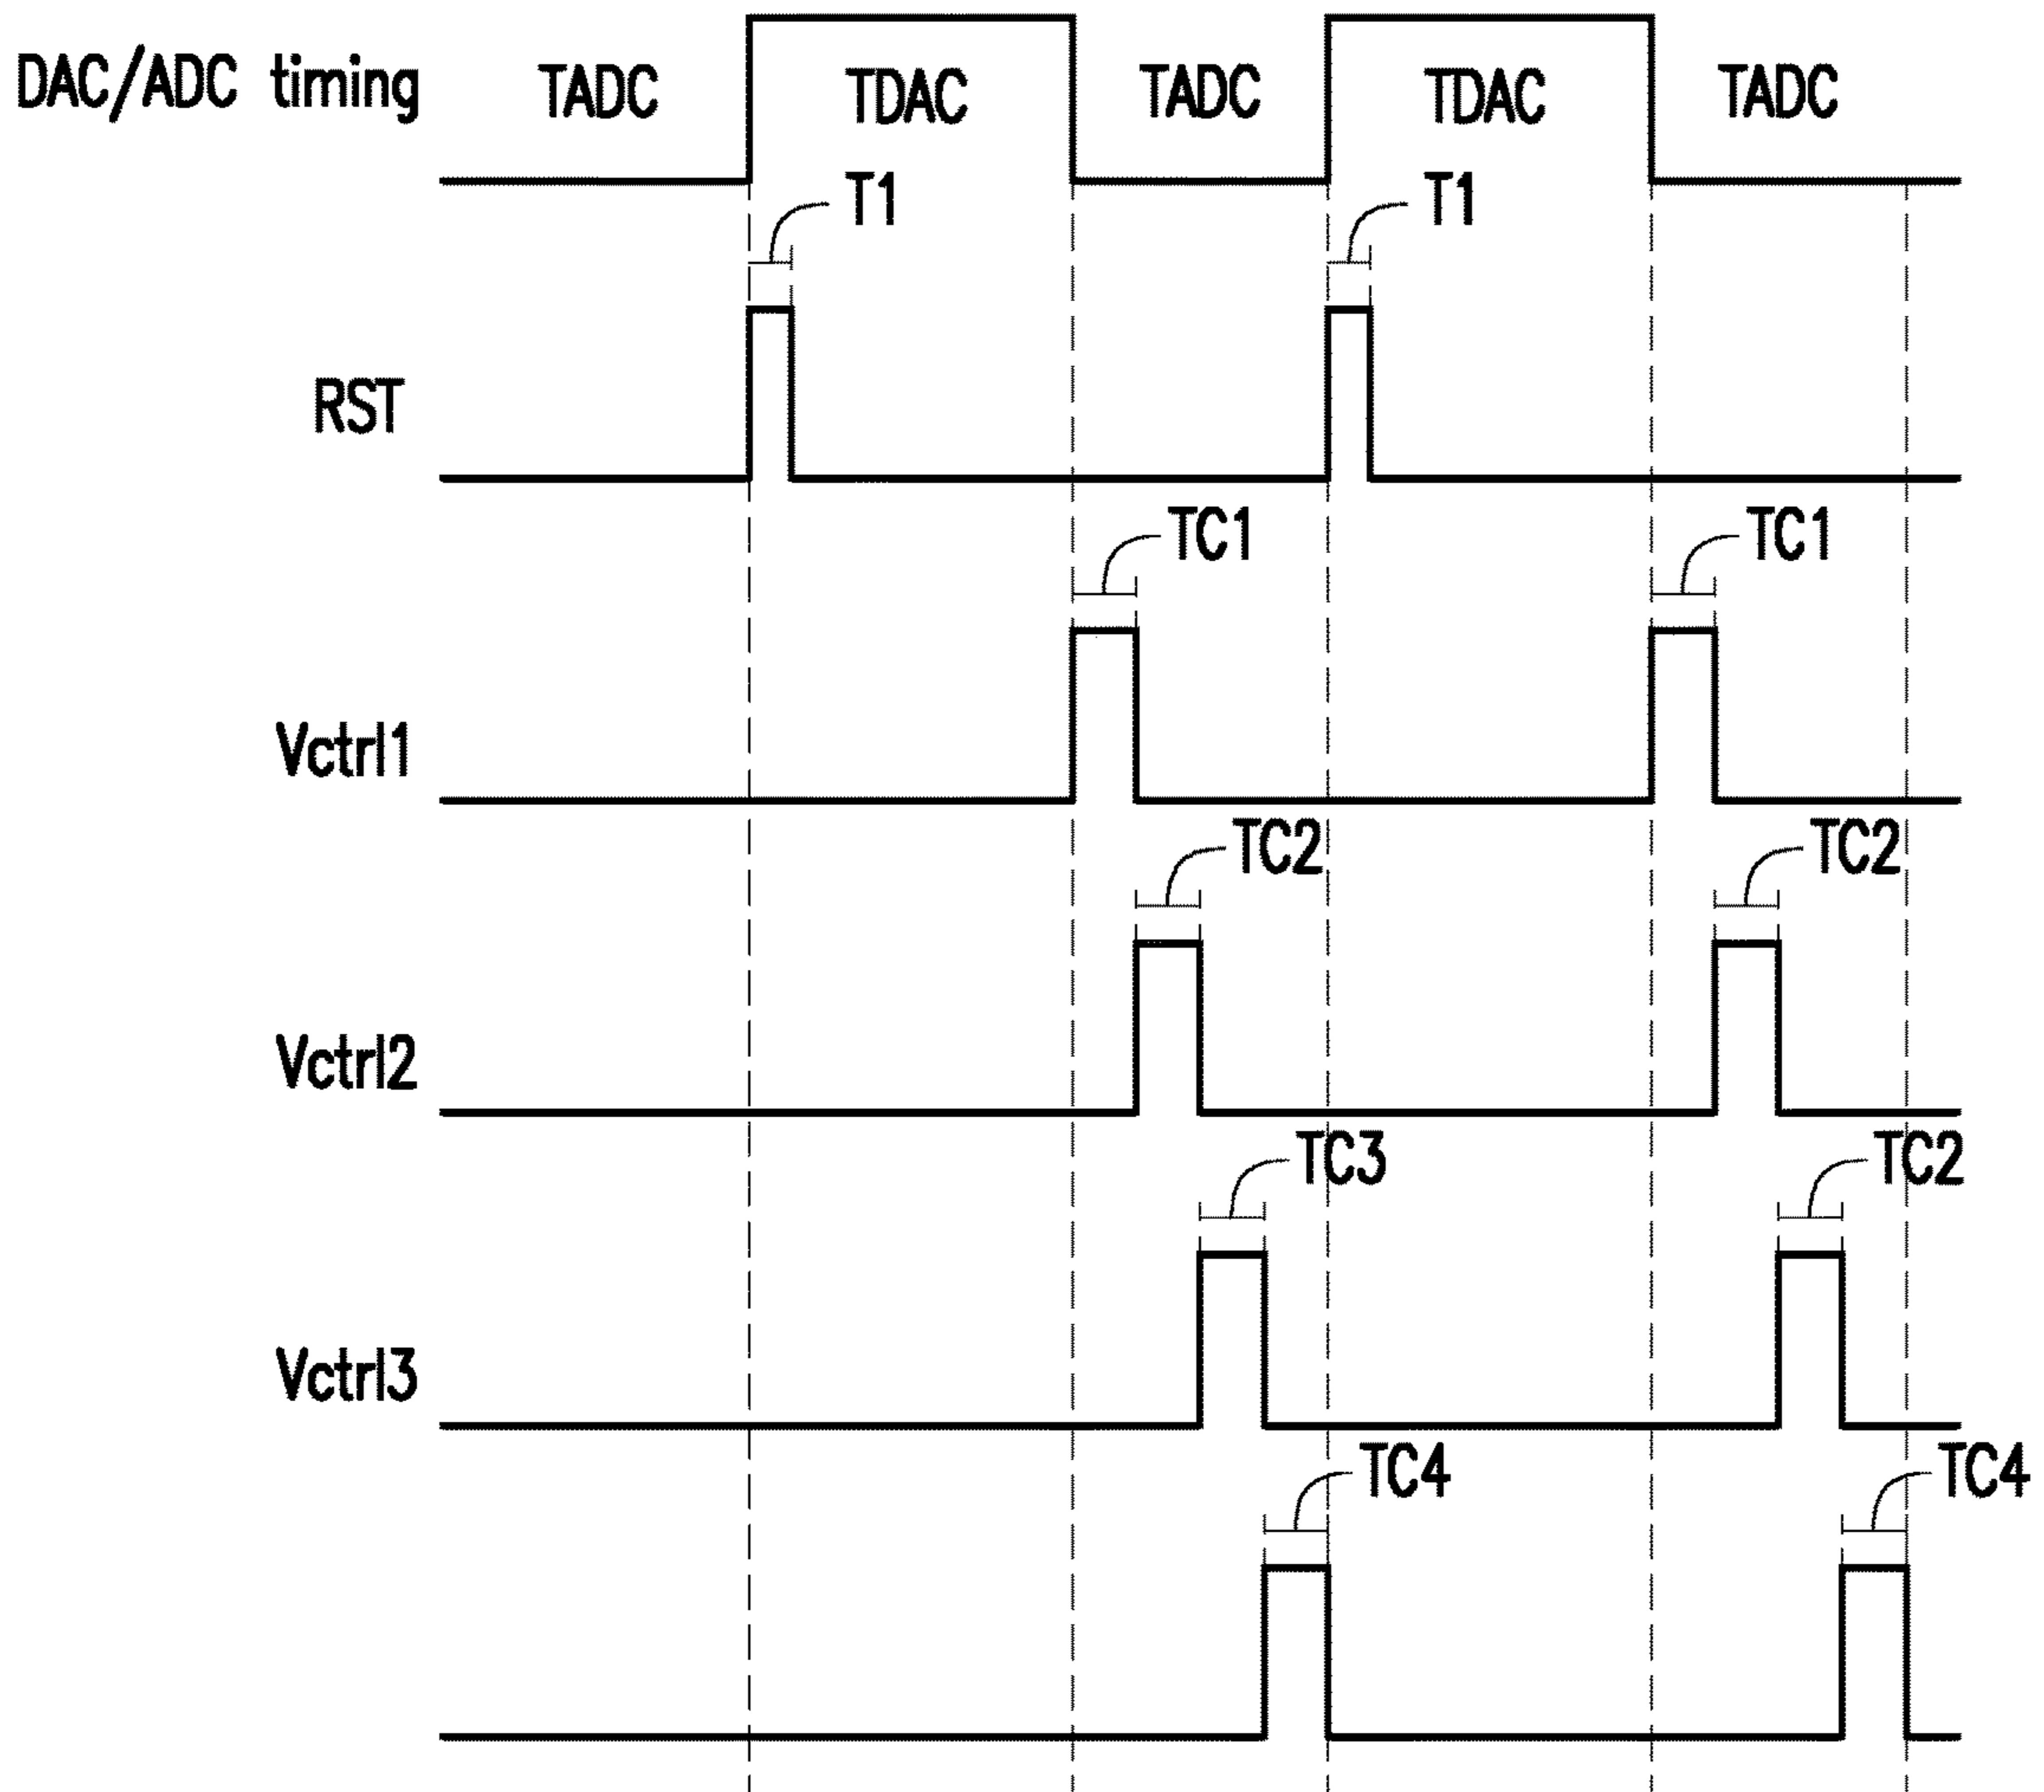 DAC/ADC timing TADC TDAC TADC TDAC TADC
T1 T1
RST
TC1 TC1
Vctrl1
TC2 TC2
Vctrl2
TC3 TC2
Vctrl3
TC4 TC4